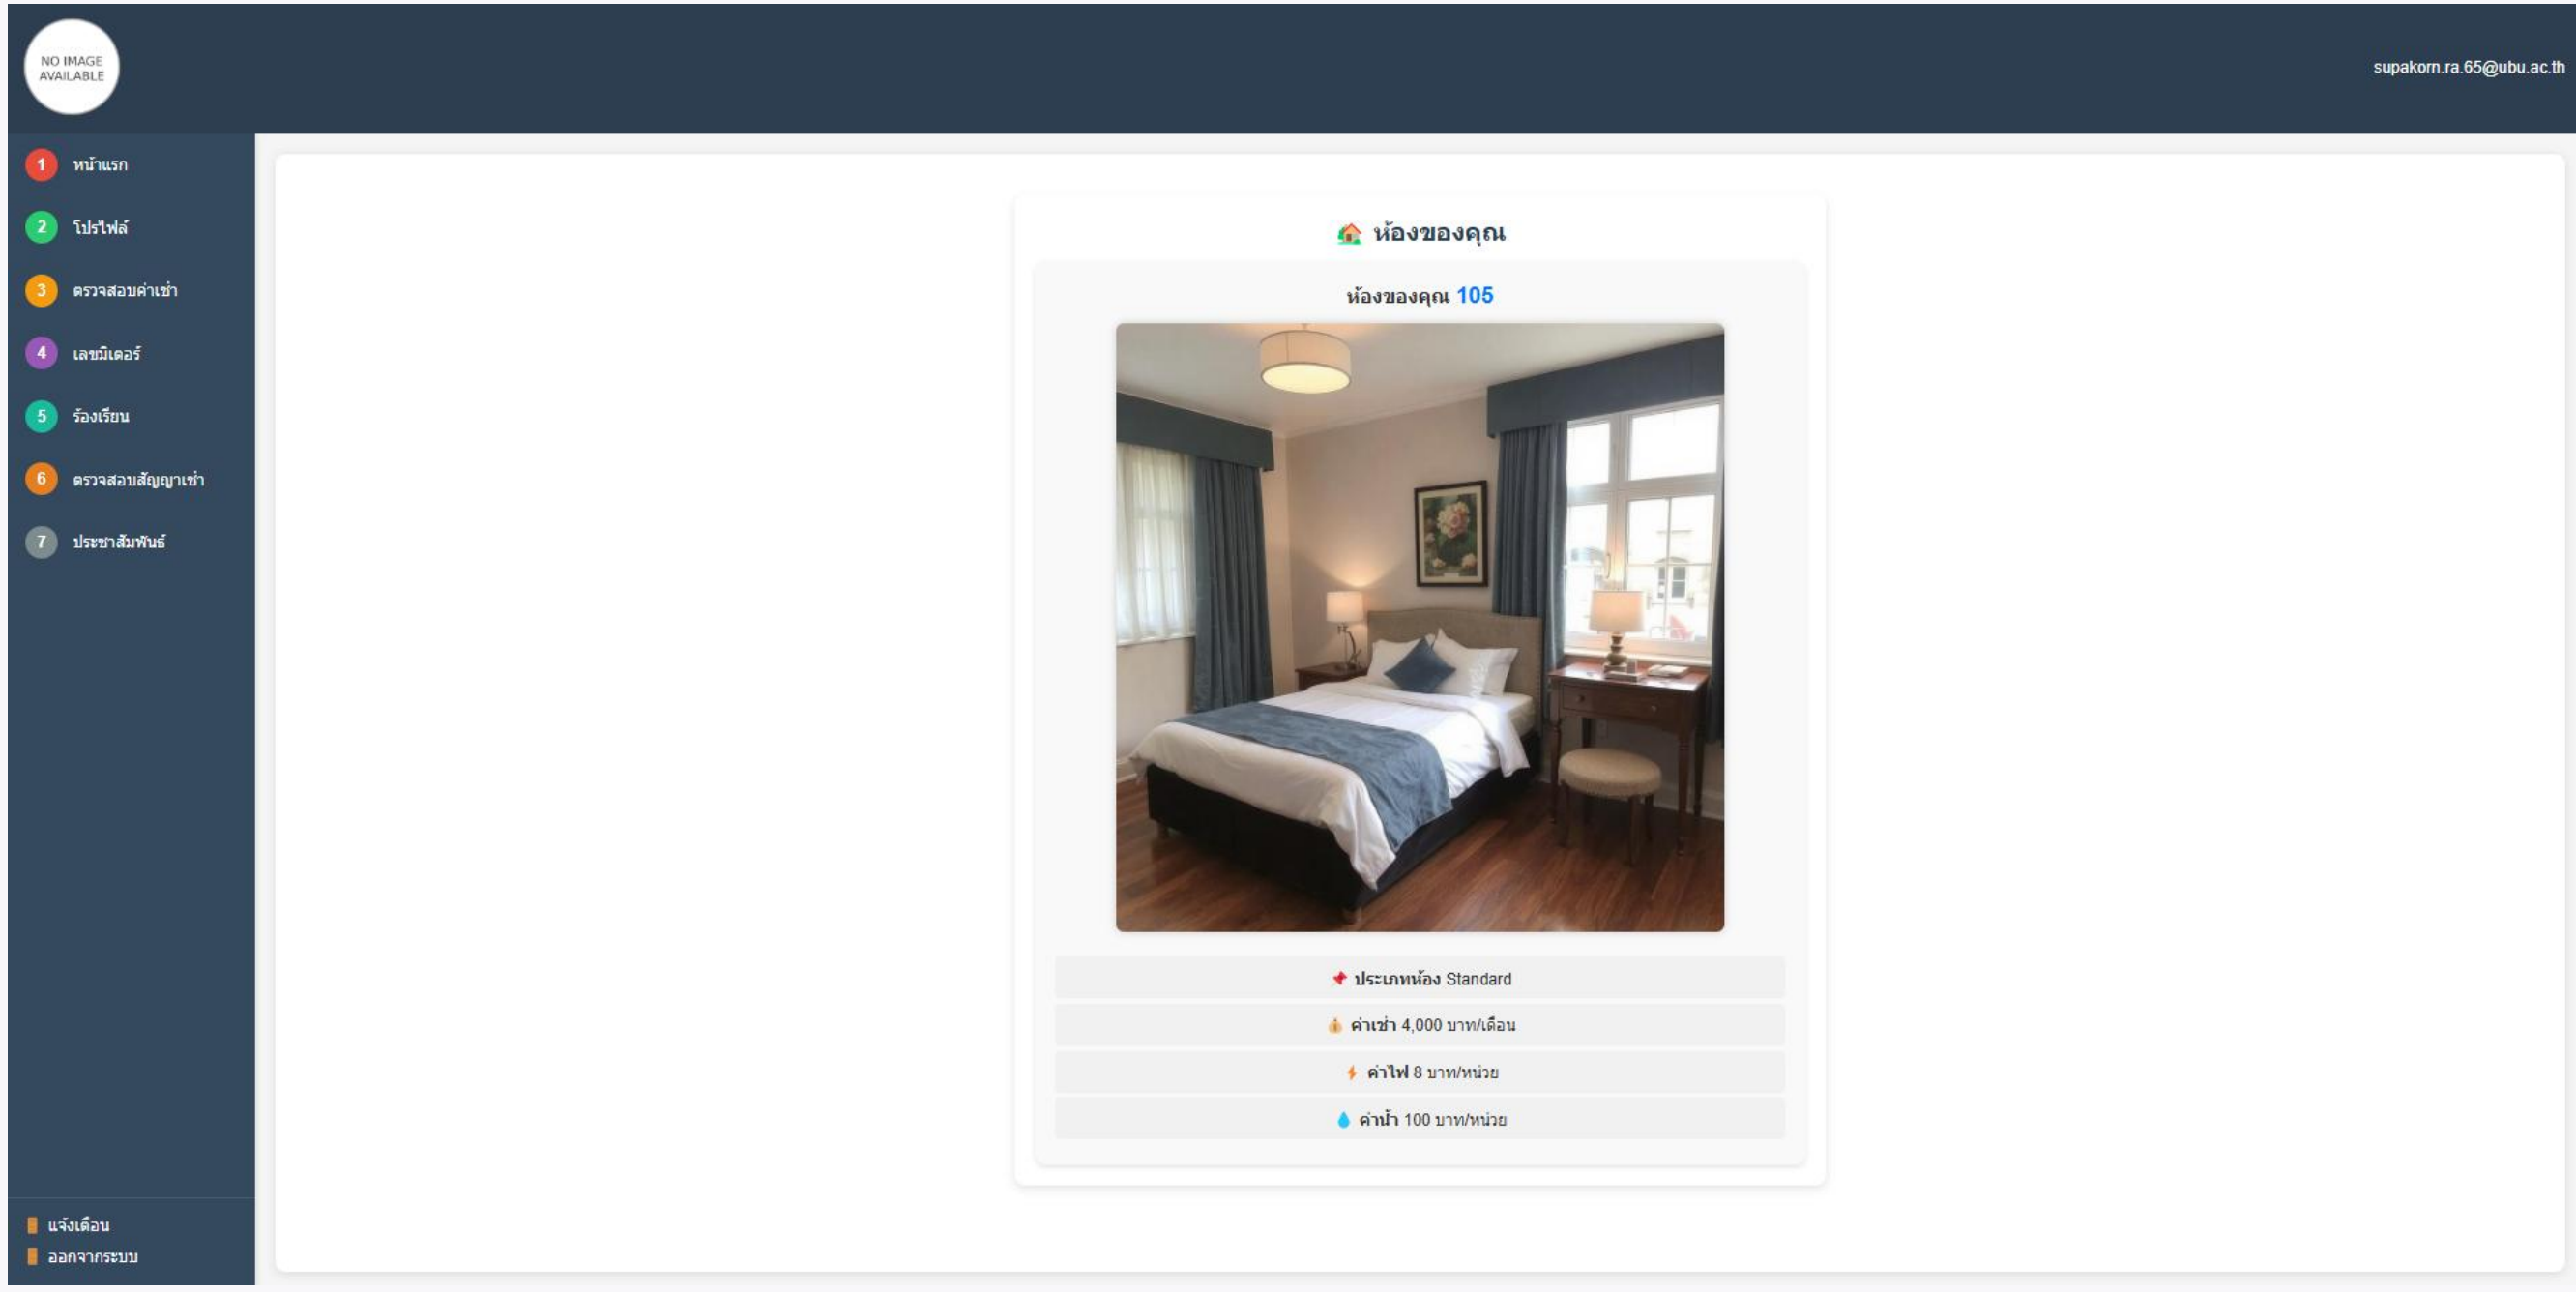 NO IMAGE
AVAILABLE
supakorn.ra.65@ubu.ac.th
1 หน้าแรก
2 โปรไฟล์
3 ตรวจสอบค่าเช่า
4 เลขมิเตอร์
5 ร้องเรียน
6 ตรวจสอบสัญญาเช่า
7 ประชาสัมพันธ์
แจ้งเตือน
ออกจากระบบ
🏠 ห้องของคุณ
ห้องของคุณ 105
📌 ประเภทห้อง Standard
💰 ค่าเช่า 4,000 บาท/เดือน
⚡ ค่าไฟ 8 บาท/หน่วย
💧 ค่าน้ำ 100 บาท/หน่วย